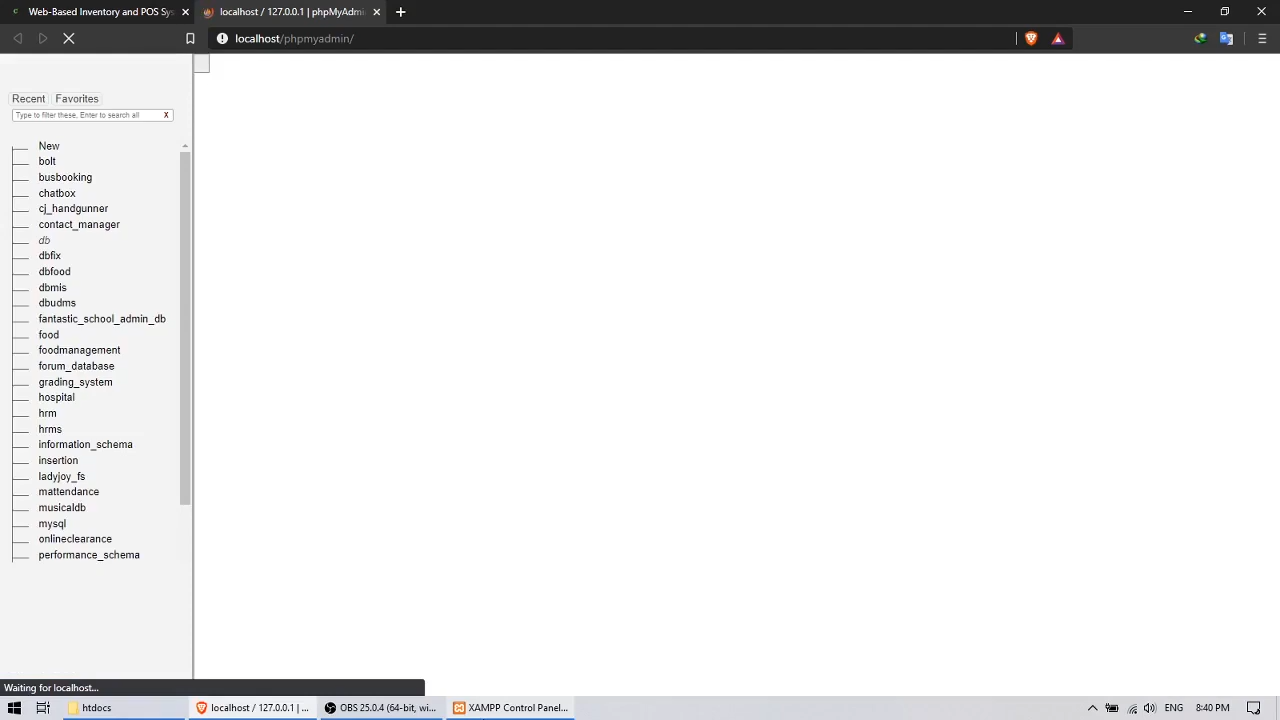 Web-Based Inventory and POS Sys
localhost / 127.0.0.1 | phpMyAdmin
localhost/phpmyadmin/
Recent Favorites
Type to filter these, Enter to search all X
New
bolt
busbooking
chatbox
cj_handgunner
contact_manager
db
dbfix
dbfood
dbmis
dbudms
fantastic_school_admin_db
food
foodmanagement
forum_database
grading_system
hospital
hrm
hrms
information_schema
insertion
ladyjoy_fs
mattendance
musicaldb
mysql
onlineclearance
performance_schema
Waiting for localhost...
htdocs
localhost / 127.0.0.1 | ...
OBS 25.0.4 (64-bit, wi...
XAMPP Control Panel...
ENG
8:40 PM